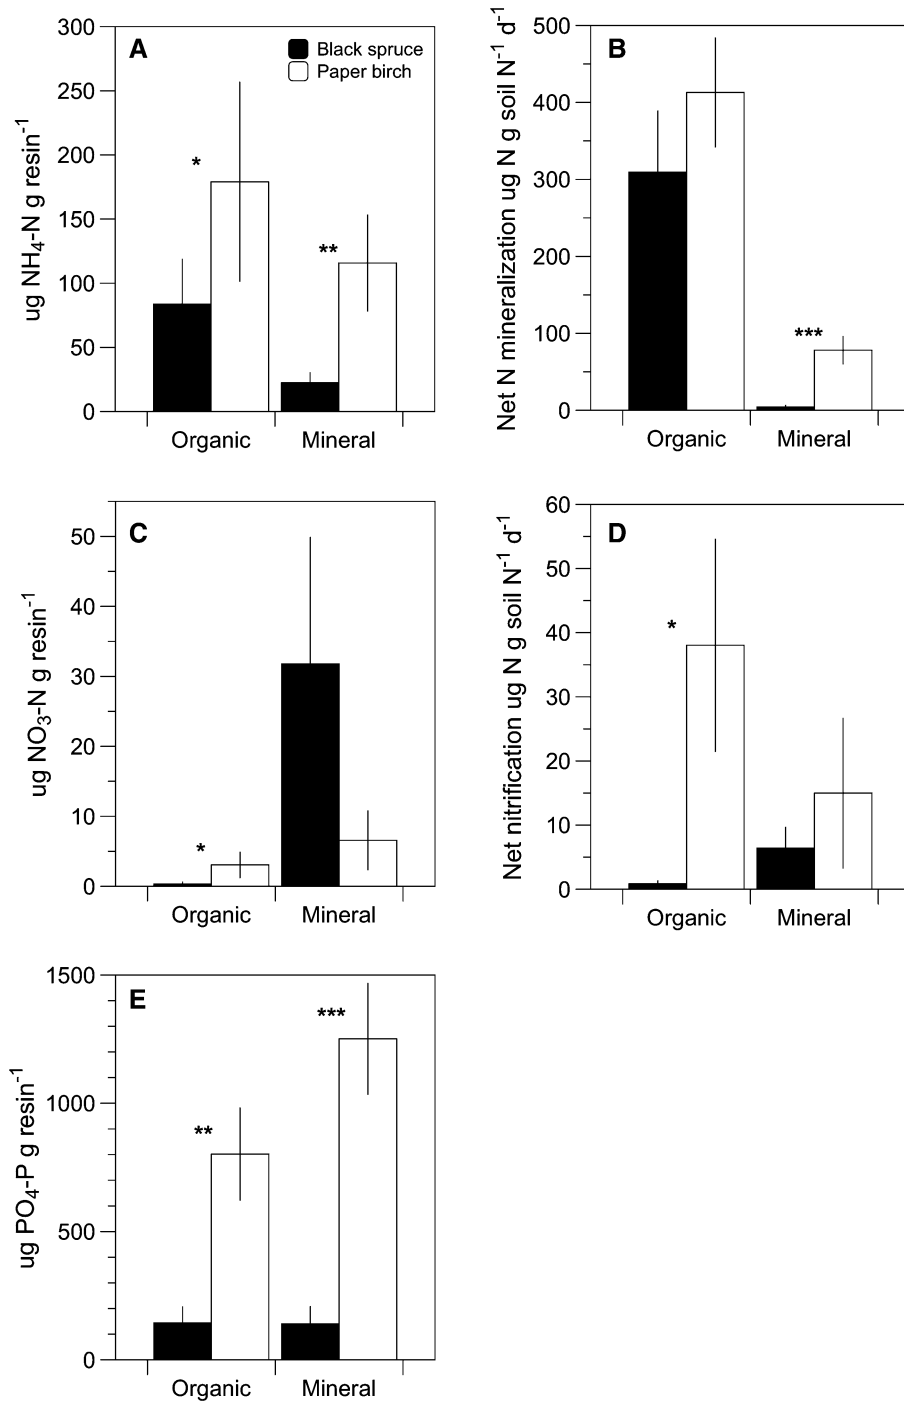 A
Black spruce
Paper birch
300
250
200
150
100
50
0
ug NH4-N g resin-1
*
**
Organic Mineral
B
500
400
300
200
100
0
Net N mineralization ug N g soil N-1 d-1
***
Organic Mineral
C
50
40
30
20
10
0
ug NO3-N g resin-1
*
Organic Mineral
D
60
50
40
30
20
10
0
Net nitrification ug N g soil N-1 d-1
*
Organic Mineral
E
1500
1000
500
0
ug PO4-P g resin-1
**
***
Organic Mineral